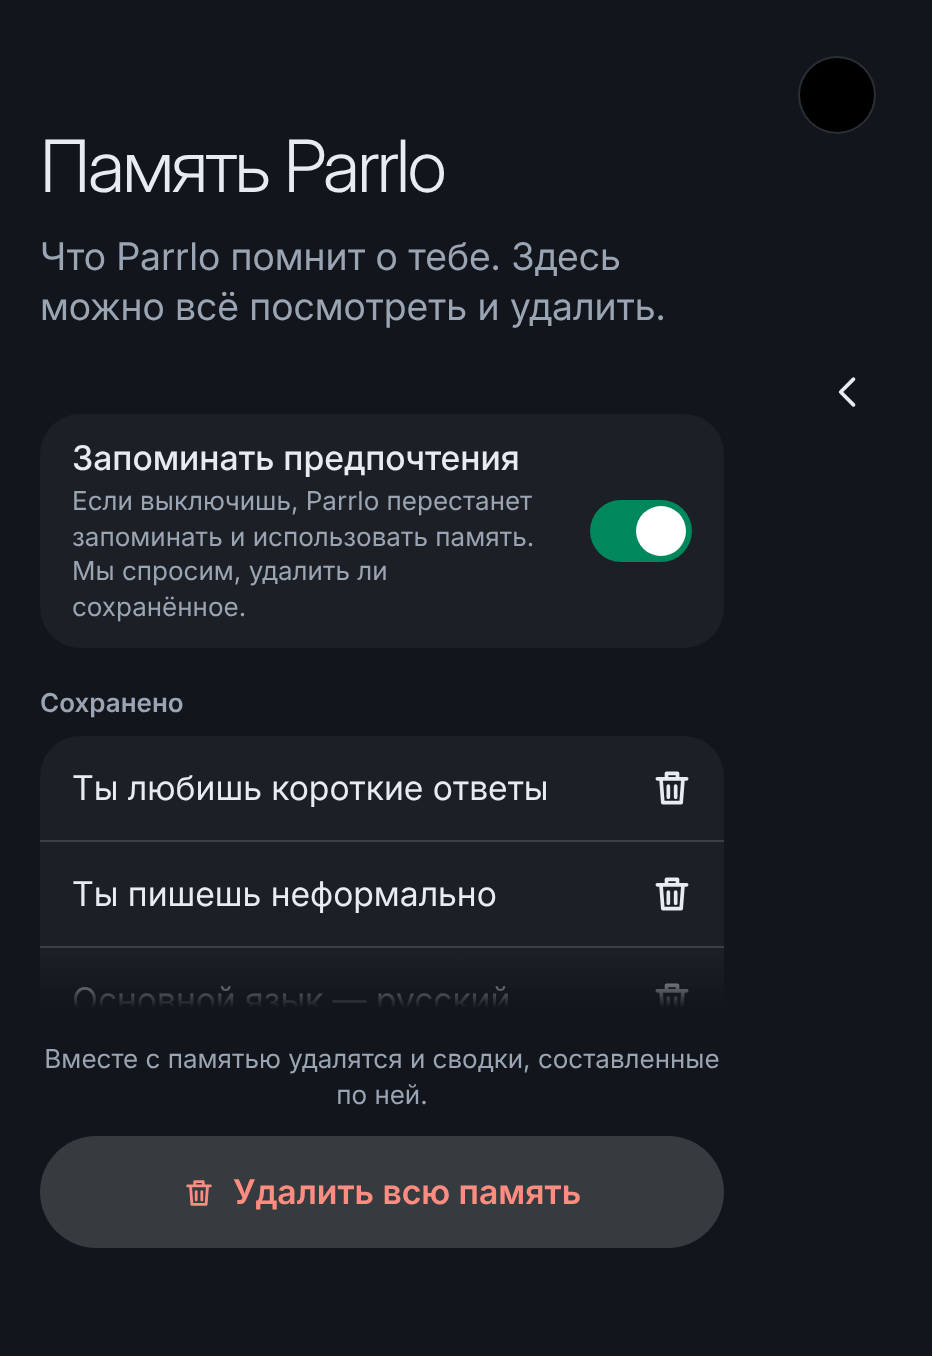 Память Parrlo
Что Parrlo помнит о тебе. Здесь
можно всё посмотреть и удалить.
Запоминать предпочтения
Если выключишь, Parrlo перестанет
запоминать и использовать память.
Мы спросим, удалить ли
сохранённое.
Сохранено
Ты любишь короткие ответы
Ты пишешь неформально
Основной язык — русский
Вместе с памятью удалятся и сводки, составленные
по ней.
Удалить всю память